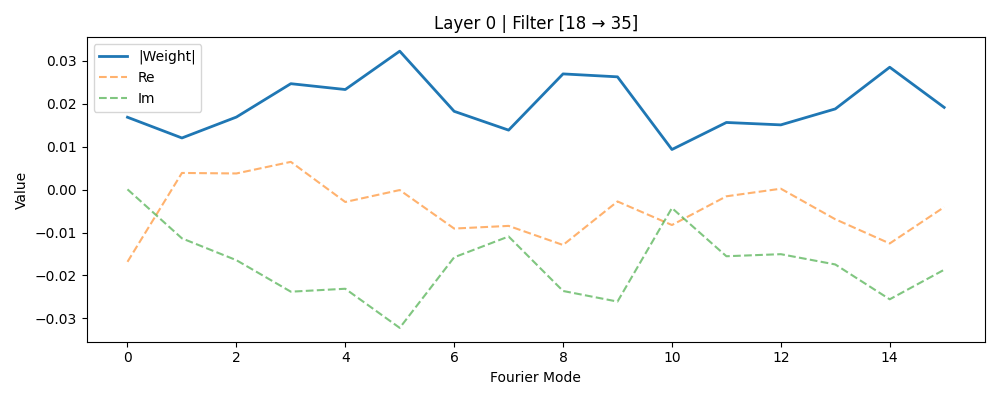 Layer 0 | Filter [18 → 35]
|Weight|
Re
Im
Value
0.03
0.02
0.01
0.00
−0.01
−0.02
−0.03
0 2 4 6 8 10 12 14
Fourier Mode